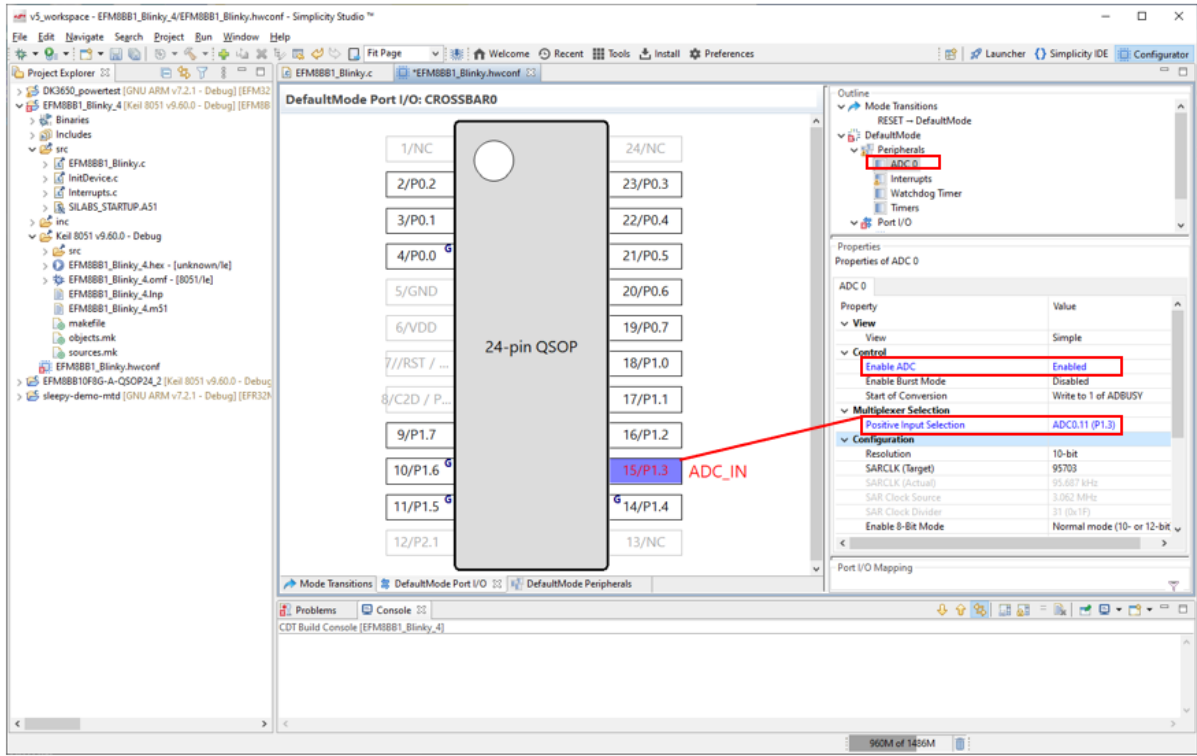 v5_workspace - EFM8BB1_Blinky_4/EFM8BB1_Blinky.hwconf - Simplicity Studio ™
File Edit Navigate Search Project Run Window Help
Fit Page Welcome Recent Tools Install Preferences Launcher Simplicity IDE Configurator
Project Explorer
DK3650_powertest [GNU ARM v7.2.1 - Debug] [EFM32
EFM8BB1_Blinky_4 [Keil 8051 v9.60.0 - Debug] [EFM8B
Binaries
Includes
src
EFM8BB1_Blinky.c
InitDevice.c
Interrupts.c
SILABS_STARTUP.A51
inc
Keil 8051 v9.60.0 - Debug
src
EFM8BB1_Blinky_4.hex - [unknown/le]
EFM8BB1_Blinky_4.omf - [8051/le]
EFM8BB1_Blinky_4.lnp
EFM8BB1_Blinky_4.m51
makefile
objects.mk
sources.mk
EFM8BB1_Blinky.hwconf
EFM8BB10F8G-A-QSOP24_2 [Keil 8051 v9.60.0 - Debug
sleepy-demo-mtd [GNU ARM v7.2.1 - Debug] [EFR32M
EFM8BB1_Blinky.c *EFM8BB1_Blinky.hwconf
DefaultMode Port I/O: CROSSBAR0
1/NC 24/NC
2/P0.2 23/P0.3
3/P0.1 22/P0.4
4/P0.0 G 21/P0.5
5/GND 20/P0.6
6/VDD 19/P0.7
24-pin QSOP
7//RST / ... 18/P1.0
8/C2D / P... 17/P1.1
9/P1.7 16/P1.2
10/P1.6 G 15/P1.3 ADC_IN
11/P1.5 G G 14/P1.4
12/P2.1 13/NC
Mode Transitions DefaultMode Port I/O DefaultMode Peripherals
Outline
Mode Transitions
RESET → DefaultMode
DefaultMode
Peripherals
ADC 0
Interrupts
Watchdog Timer
Timers
Port I/O
Properties
Properties of ADC 0
ADC 0
Property Value
View
View Simple
Control
Enable ADC Enabled
Enable Burst Mode Disabled
Start of Conversion Write to 1 of ADBUSY
Multiplexer Selection
Positive Input Selection ADC0.11 (P1.3)
Configuration
Resolution 10-bit
SARCLK (Target) 95703
SARCLK (Actual) 95.687 kHz
SAR Clock Source 3.062 MHz
SAR Clock Divider 31 (0x1F)
Enable 8-Bit Mode Normal mode (10- or 12-bit
Port I/O Mapping
Problems Console
CDT Build Console [EFM8BB1_Blinky_4]
960M of 1486M